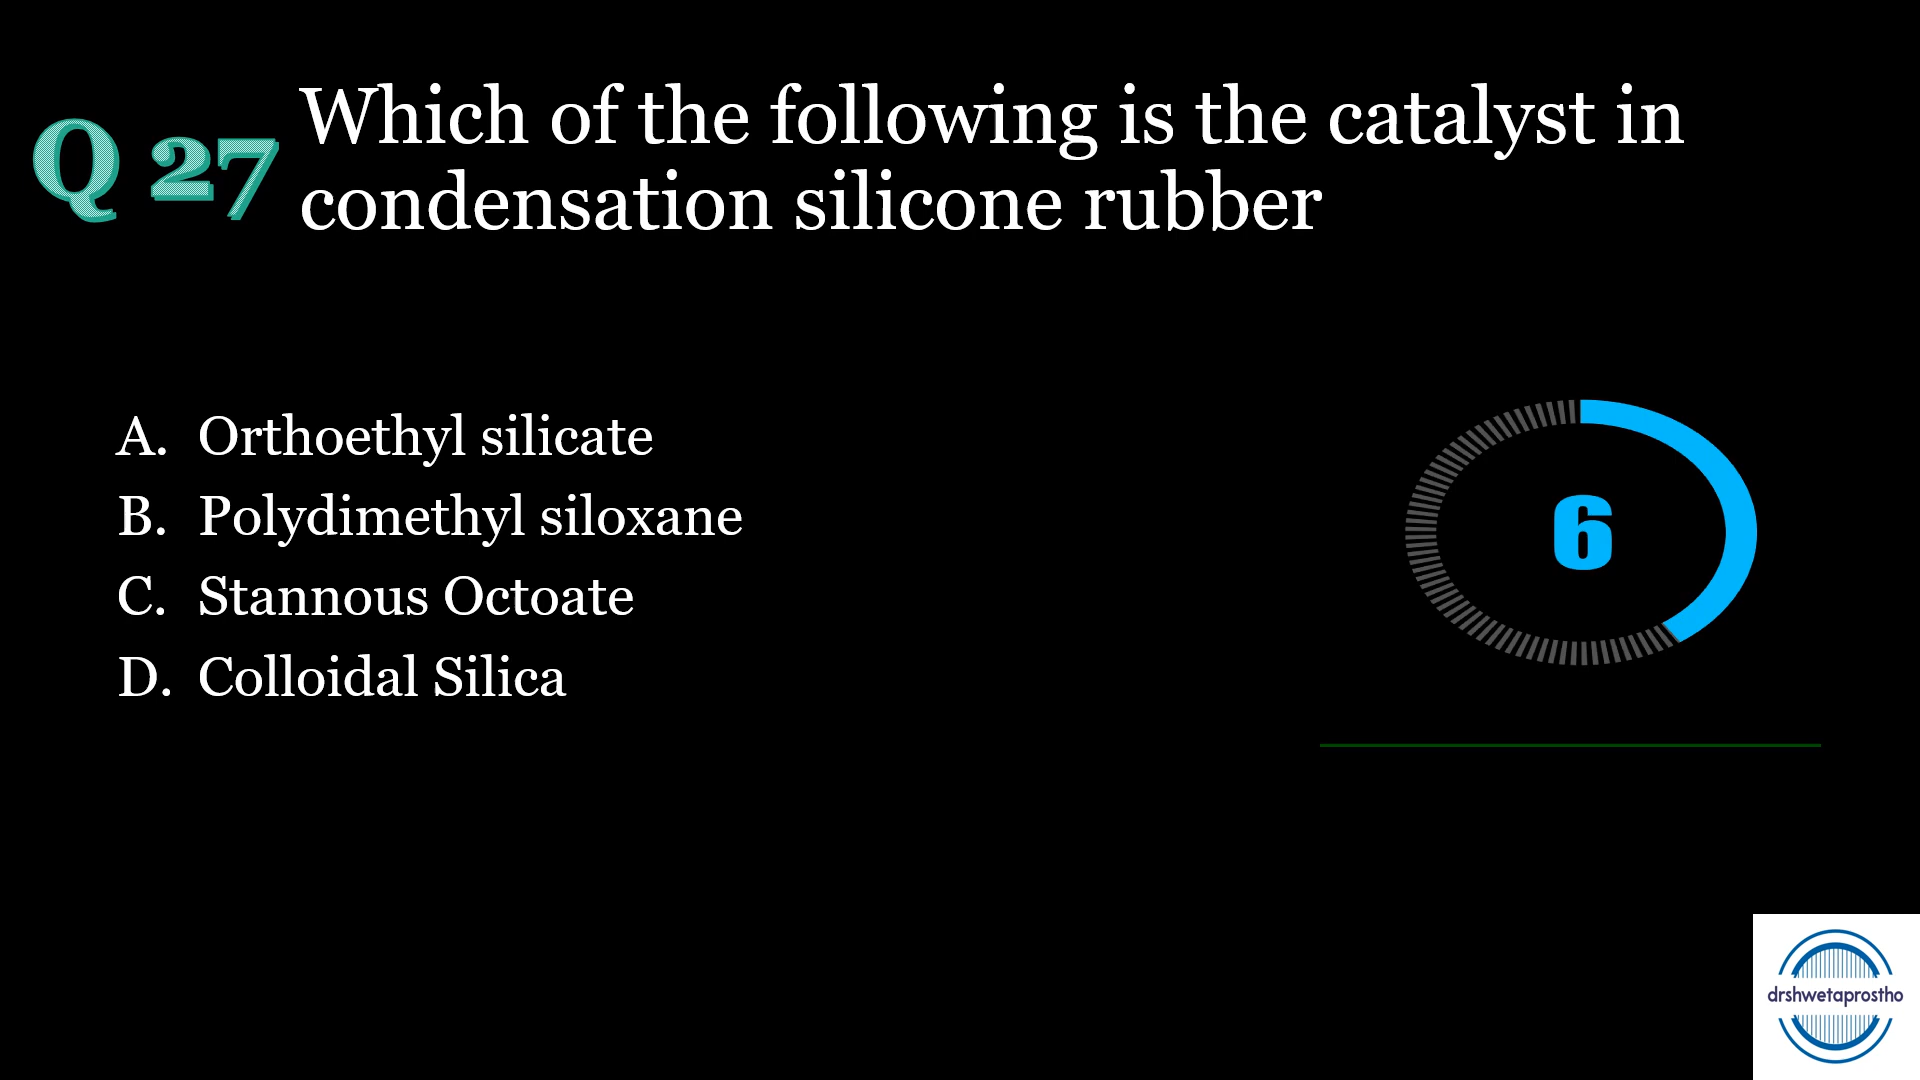 Q 27
Which of the following is the catalyst in
condensation silicone rubber
A. Orthoethyl silicate
B. Polydimethyl siloxane
C. Stannous Octoate
D. Colloidal Silica
6
drshwetaprostho